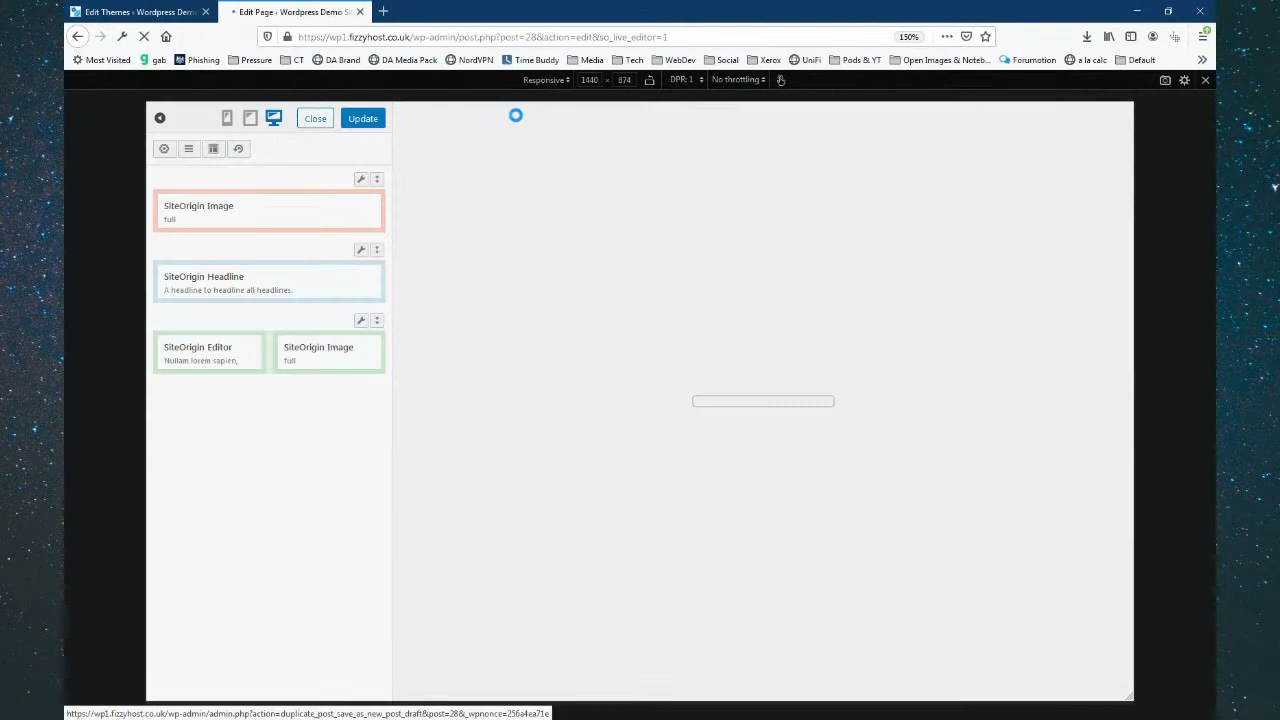 Edit Themes ‹ Wordpress Demo
Edit Page ‹ Wordpress Demo Si
https://wp1.fizzyhost.co.uk/wp-admin/post.php?post=28&action=edit&so_live_editor=1
150%
Most Visited
gab
Phishing
Pressure
CT
DA Brand
DA Media Pack
NordVPN
Time Buddy
Media
Tech
WebDev
Social
Xerox
UniFi
Pods & YT
Open Images & Noteb...
Forumotion
a la calc
Default
Responsive
1440 × 874
DPR: 1
No throttling
Close
Update
SiteOrigin Image
full
SiteOrigin Headline
A headline to headline all headlines.
SiteOrigin Editor
Nullam lorem sapien,
SiteOrigin Image
full
https://wp1.fizzyhost.co.uk/wp-admin/admin.php?action=duplicate_post_save_as_new_post_draft&post=28&_wpnonce=256a4ea71e